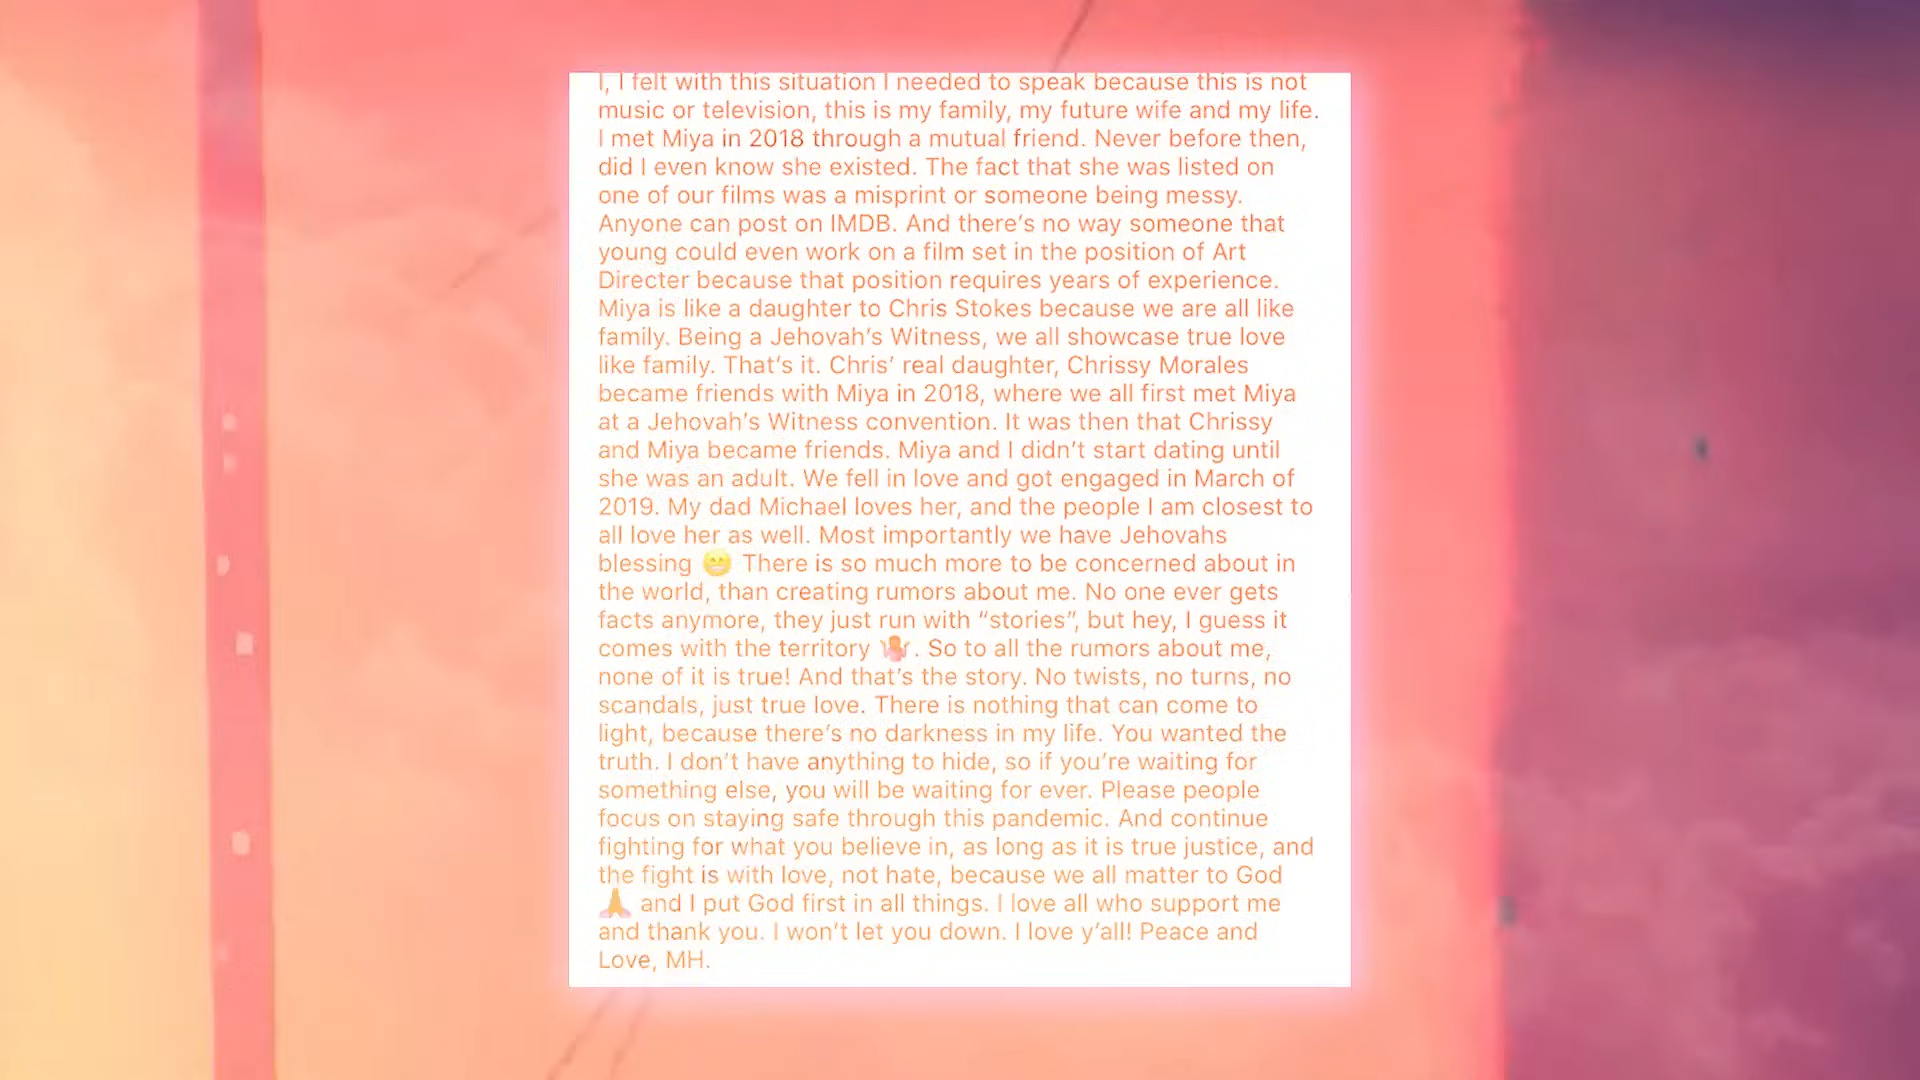 I, I felt with this situation I needed to speak because this is not
music or television, this is my family, my future wife and my life.
I met Miya in 2018 through a mutual friend. Never before then,
did I even know she existed. The fact that she was listed on
one of our films was a misprint or someone being messy.
Anyone can post on IMDB. And there’s no way someone that
young could even work on a film set in the position of Art
Directer because that position requires years of experience.
Miya is like a daughter to Chris Stokes because we are all like
family. Being a Jehovah’s Witness, we all showcase true love
like family. That’s it. Chris’ real daughter, Chrissy Morales
became friends with Miya in 2018, where we all first met Miya
at a Jehovah’s Witness convention. It was then that Chrissy
and Miya became friends. Miya and I didn’t start dating until
she was an adult. We fell in love and got engaged in March of
2019. My dad Michael loves her, and the people I am closest to
all love her as well. Most importantly we have Jehovahs
blessing 😁 There is so much more to be concerned about in
the world, than creating rumors about me. No one ever gets
facts anymore, they just run with “stories”, but hey, I guess it
comes with the territory 🤷🏽‍♂️. So to all the rumors about me,
none of it is true! And that’s the story. No twists, no turns, no
scandals, just true love. There is nothing that can come to
light, because there’s no darkness in my life. You wanted the
truth. I don’t have anything to hide, so if you’re waiting for
something else, you will be waiting for ever. Please people
focus on staying safe through this pandemic. And continue
fighting for what you believe in, as long as it is true justice, and
the fight is with love, not hate, because we all matter to God
🙏🏽 and I put God first in all things. I love all who support me
and thank you. I won’t let you down. I love y’all! Peace and
Love, MH.